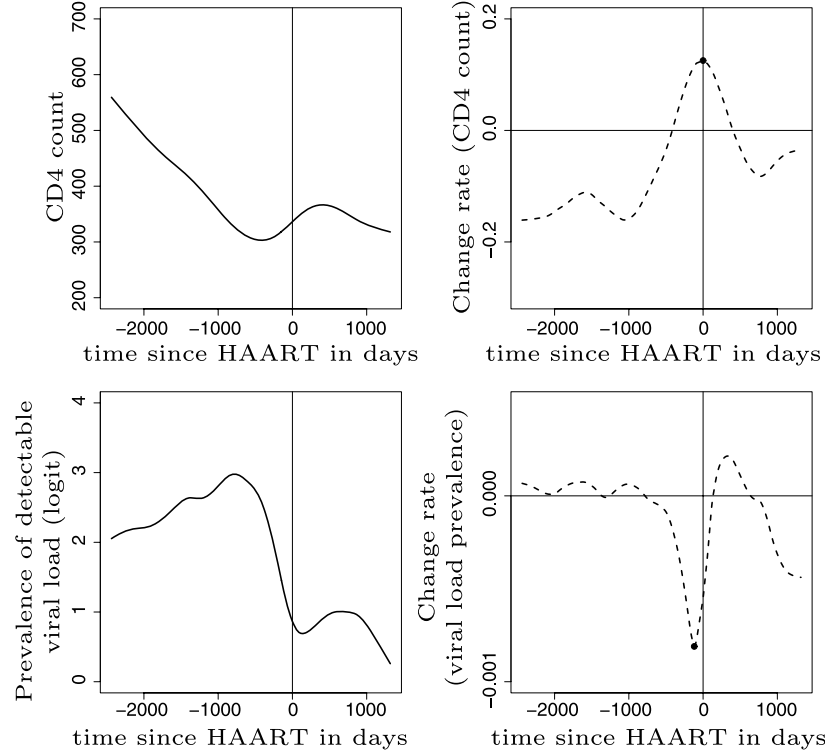 CD4 count
200 300 400 500 600 700
−2000 −1000 0 1000
time since HAART in days
Change rate (CD4 count)
−0.2 0.0 0.2
−2000 −1000 0 1000
time since HAART in days
Prevalence of detectable
viral load (logit)
0 1 2 3 4
−2000 −1000 0 1000
time since HAART in days
Change rate
(viral load prevalence)
−0.001 0.000
−2000 −1000 0 1000
time since HAART in days